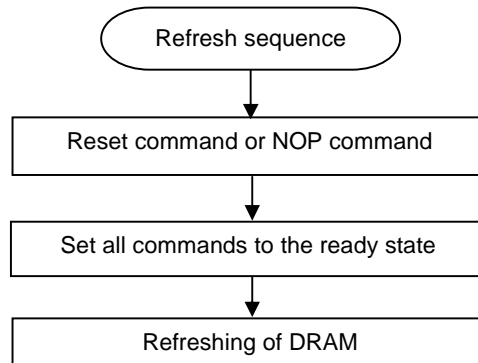 Refresh sequence
Reset command or NOP command
Set all commands to the ready state
Refreshing of DRAM